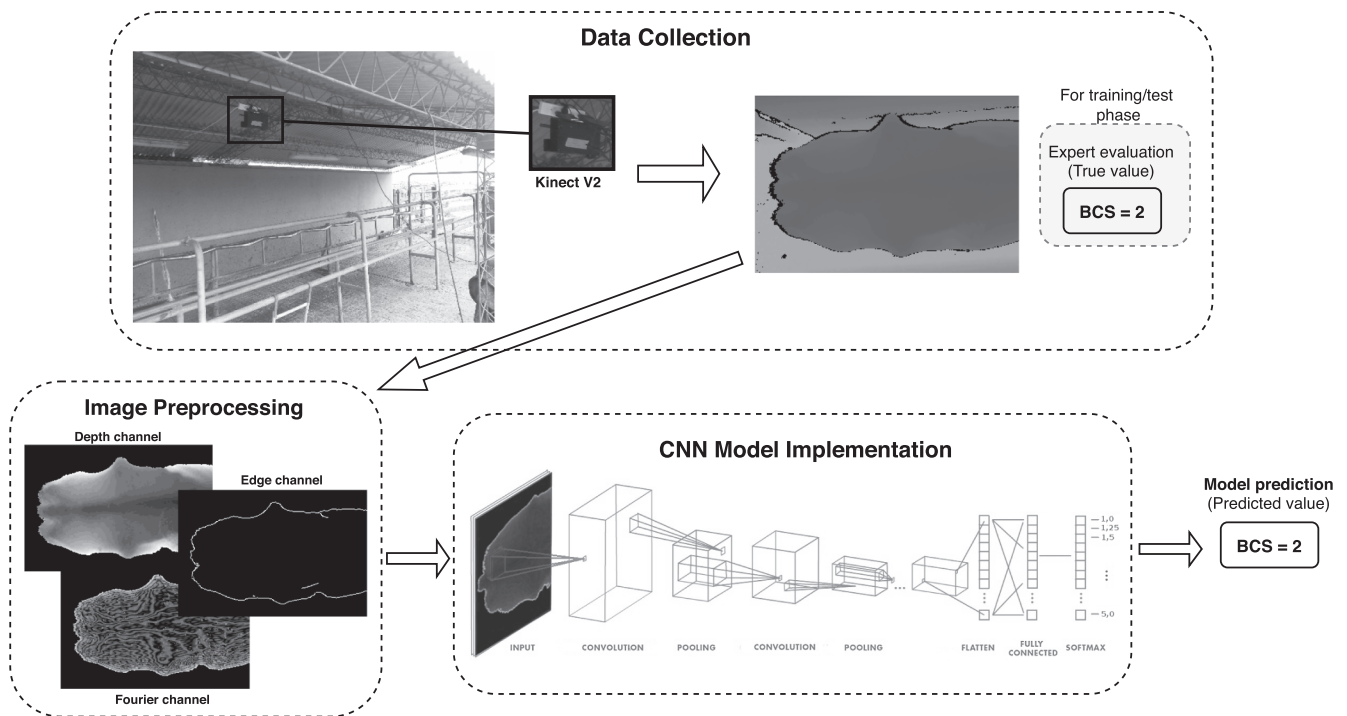 Data Collection
Kinect V2
For training/test
phase
Expert evaluation
(True value)
BCS = 2
Image Preprocessing
Depth channel
Edge channel
Fourier channel
CNN Model Implementation
1,0
1,25
1,5
5,0
INPUT
CONVOLUTION
POOLING
CONVOLUTION
POOLING
FLATTEN
FULLY
CONNECTED
SOFTMAX
Model prediction
(Predicted value)
BCS = 2